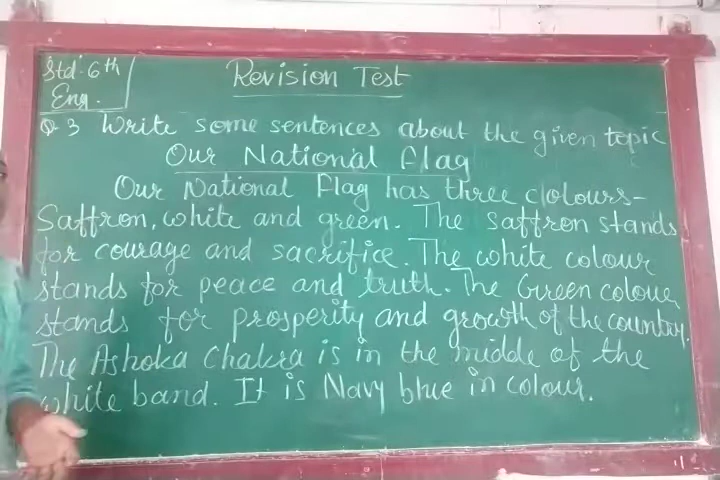 Std: 6th
Eng.
Revision Test
Q 3 Write some sentences about the given topic
Our National Flag
Our National Flag has three colours-
Saffron, white and green. The saffron stands
for courage and sacrifice. The white colour
stands for peace and truth. The Green colour
stands for prosperity and growth of the country.
The Ashoka Chakra is in the middle of the
white band. It is Navy blue in colour.